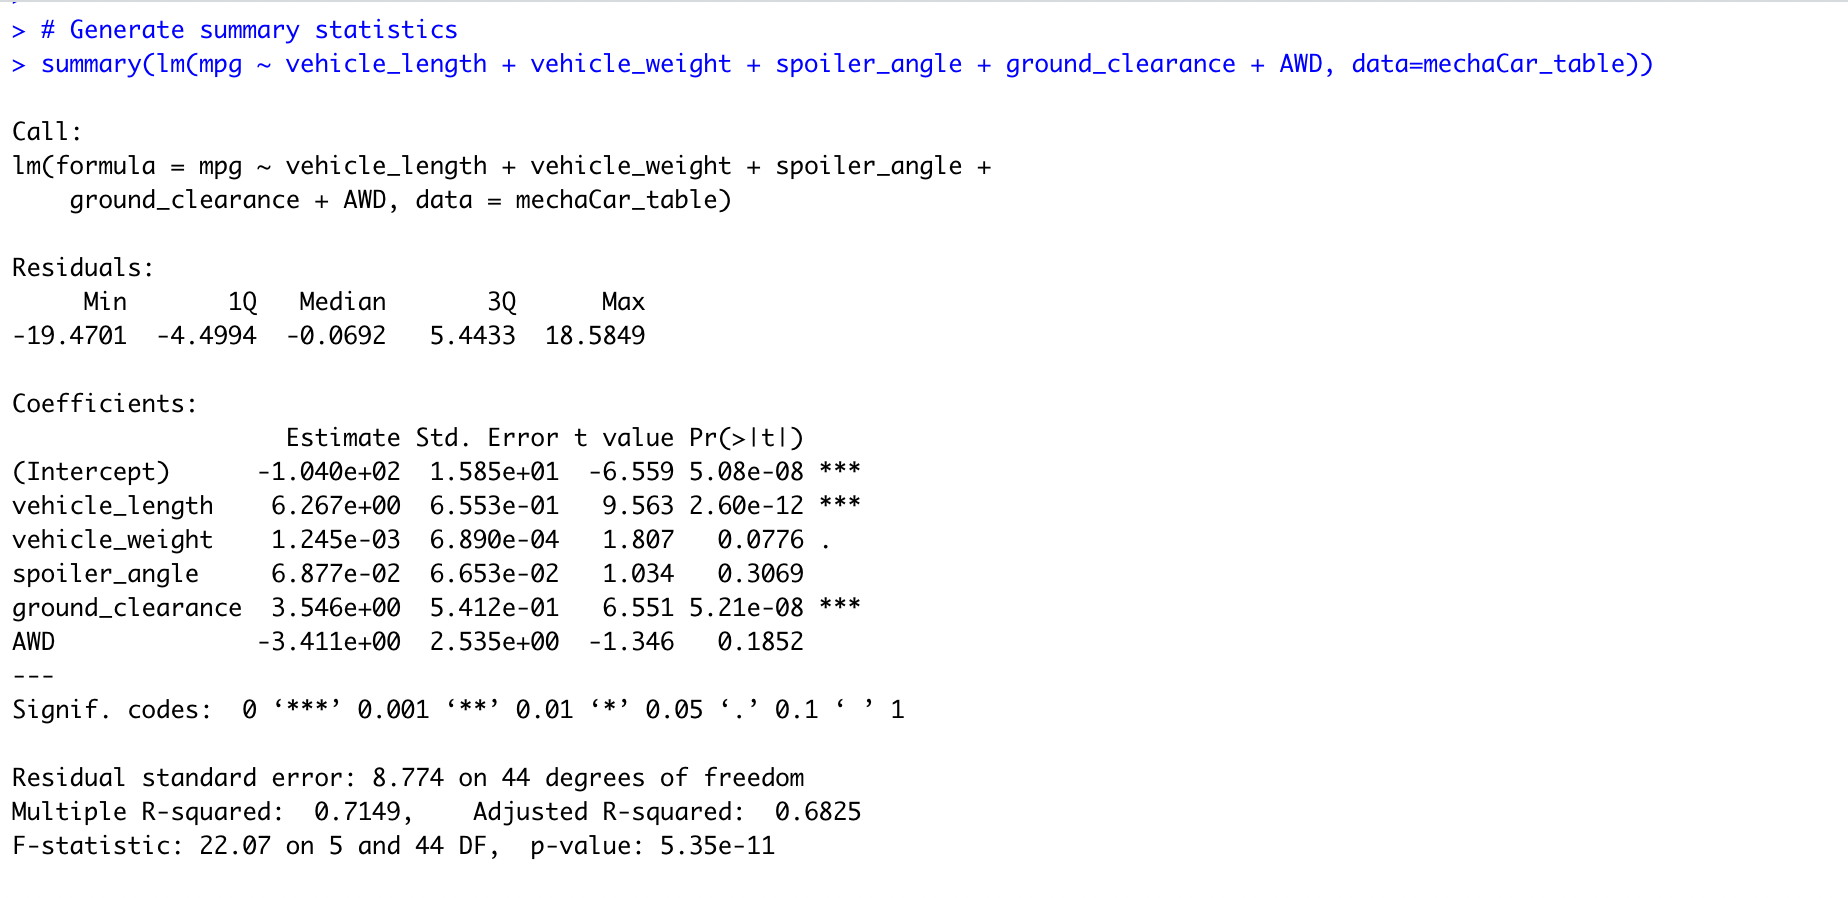 > # Generate summary statistics
> summary(lm(mpg ~ vehicle_length + vehicle_weight + spoiler_angle + ground_clearance + AWD, data=mechaCar_table))
Call:
lm(formula = mpg ~ vehicle_length + vehicle_weight + spoiler_angle +
    ground_clearance + AWD, data = mechaCar_table)
Residuals:
     Min       1Q   Median       3Q      Max
-19.4701  -4.4994  -0.0692   5.4433  18.5849
Coefficients:
                   Estimate Std. Error t value Pr(>|t|)
(Intercept)      -1.040e+02  1.585e+01  -6.559 5.08e-08 ***
vehicle_length    6.267e+00  6.553e-01   9.563 2.60e-12 ***
vehicle_weight    1.245e-03  6.890e-04   1.807   0.0776 .
spoiler_angle     6.877e-02  6.653e-02   1.034   0.3069
ground_clearance  3.546e+00  5.412e-01   6.551 5.21e-08 ***
AWD              -3.411e+00  2.535e+00  -1.346   0.1852
---
Signif. codes:  0 ‘***’ 0.001 ‘**’ 0.01 ‘*’ 0.05 ‘.’ 0.1 ‘ ’ 1
Residual standard error: 8.774 on 44 degrees of freedom
Multiple R-squared:  0.7149,    Adjusted R-squared:  0.6825
F-statistic: 22.07 on 5 and 44 DF,  p-value: 5.35e-11